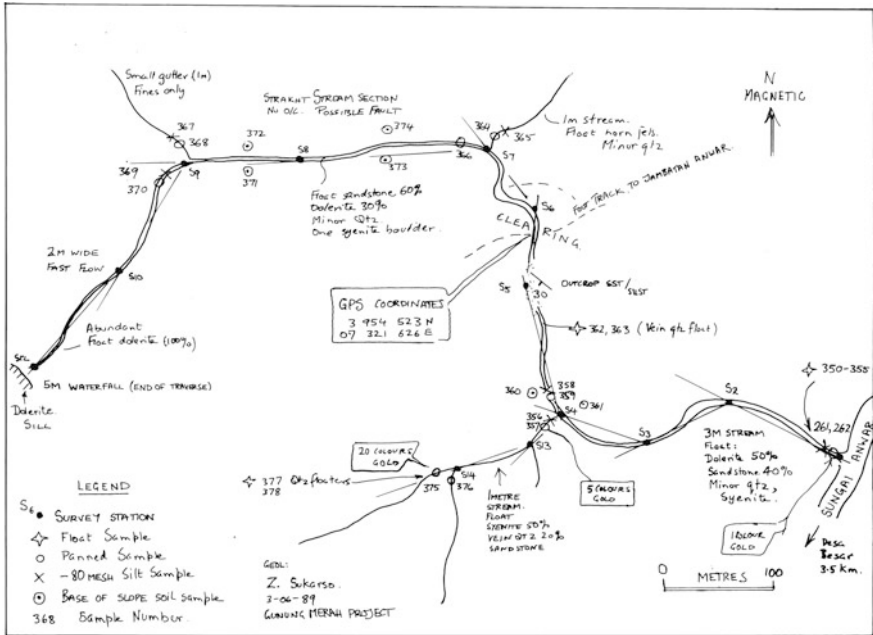 Small gutter (1m)
Fines only
STRAIGHT STREAM SECTION
No O/C. POSSIBLE FAULT
N
MAGNETIC
367
368
372
374
364
365
1m stream.
Float horn fels.
Minor qtz
369
370
S9
371
S8
373
366
S7
FOOT TRACK TO JAMBATAN ANWAR.
S6
CLEARING.
Float sandstone 60%
Dolerite 30%
Minor Qtz.
One syenite boulder.
2M WIDE
FAST FLOW
S10
GPS COORDINATES
3 954 523 N
07 321 626 E
S5
30
OUTCROP SST/SLST
Abundant
Float dolerite (100%)
362, 363 (Vein qtz float)
5M WATERFALL (END OF TRAVERSE)
Dolerite
SILL
360
358
359
361
S4
356
357
S2
350-355
261, 262
S3
S13
3M STREAM
Float:
Dolerite 50%
Sandstone 40%
Minor qtz,
Syenite.
SUNGAI ANWAR
20 COLOURS
GOLD
377 Qtz floaters
378
375
S14
376
5 COLOURS
GOLD
1 METRE
STREAM.
FLOAT
SYENITE 50%
VEIN QTZ 20%
SANDSTONE
1 COLOUR
GOLD
Desa
Besar
3.5 km.
LEGEND
S6 SURVEY STATION
Float Sample
Panned Sample
-80 MESH Silt Sample
BASE OF SLOPE SOIL Sample
368 Sample Number.
GEOL:
Z. Sukarso.
3-06-89
GUNUNG MERAH PROJECT
0 100
METRES